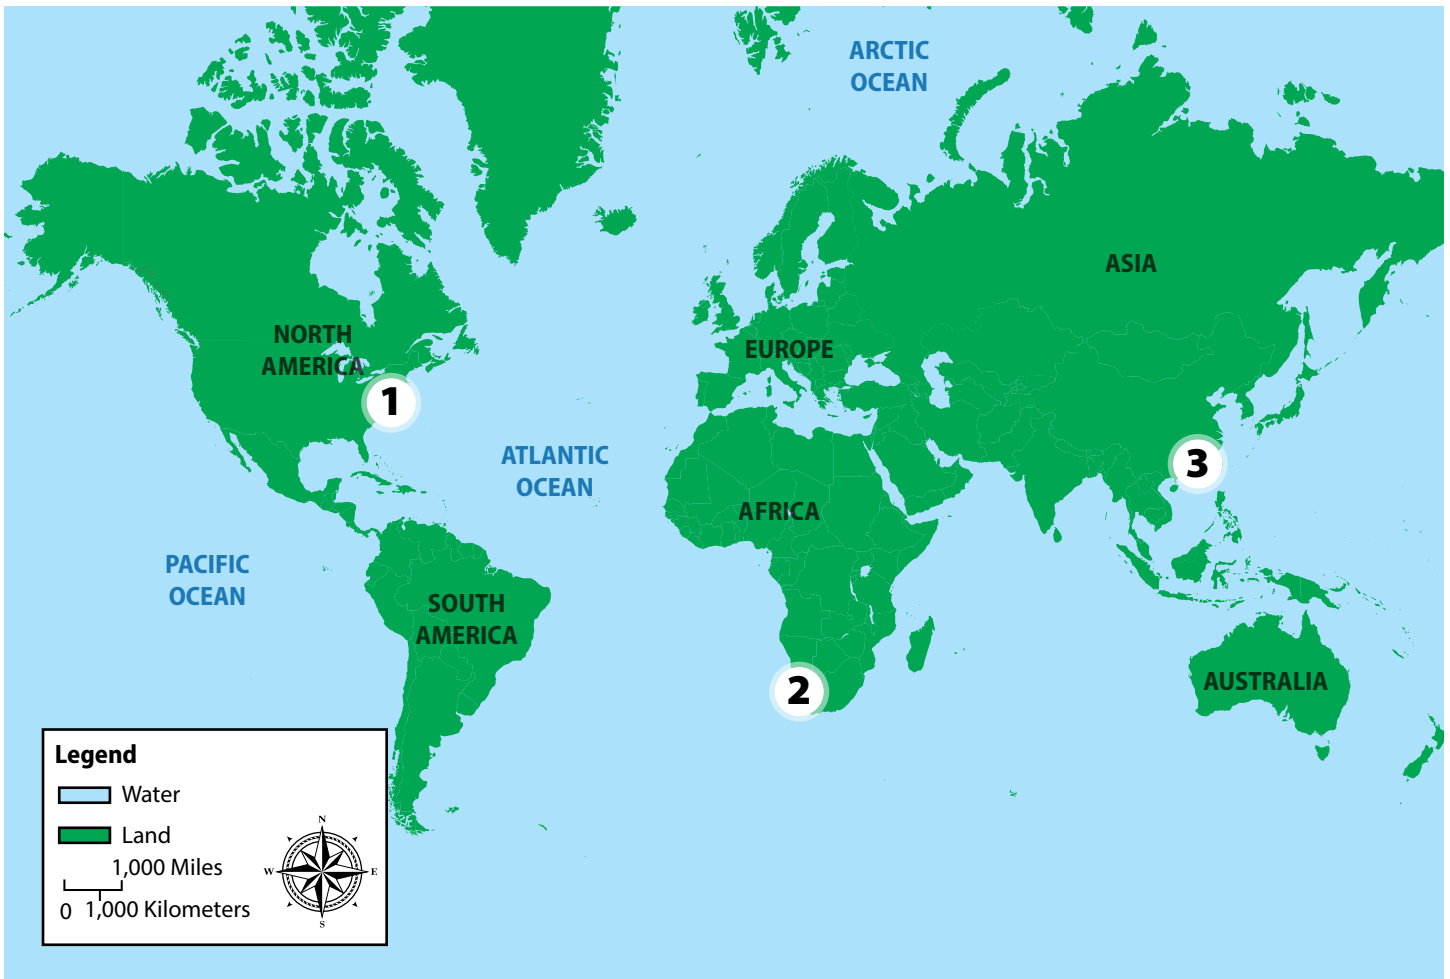 ARCTIC
OCEAN
ASIA
NORTH
AMERICA
EUROPE
1
ATLANTIC
OCEAN
3
AFRICA
PACIFIC
OCEAN
SOUTH
AMERICA
2
AUSTRALIA
Legend
Water
Land
1,000 Miles
0 1,000 Kilometers
N
W E
S